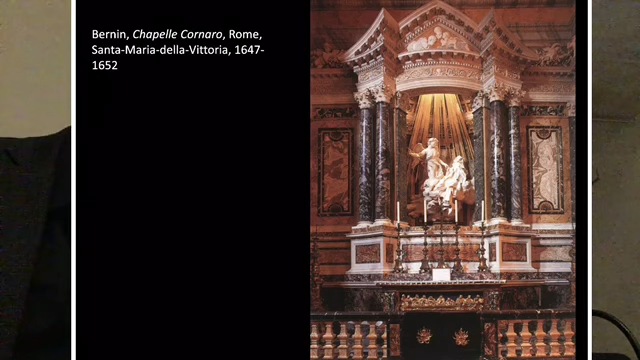 Bernin, Chapelle Cornaro, Rome,
Santa-Maria-della-Vittoria, 1647-
1652